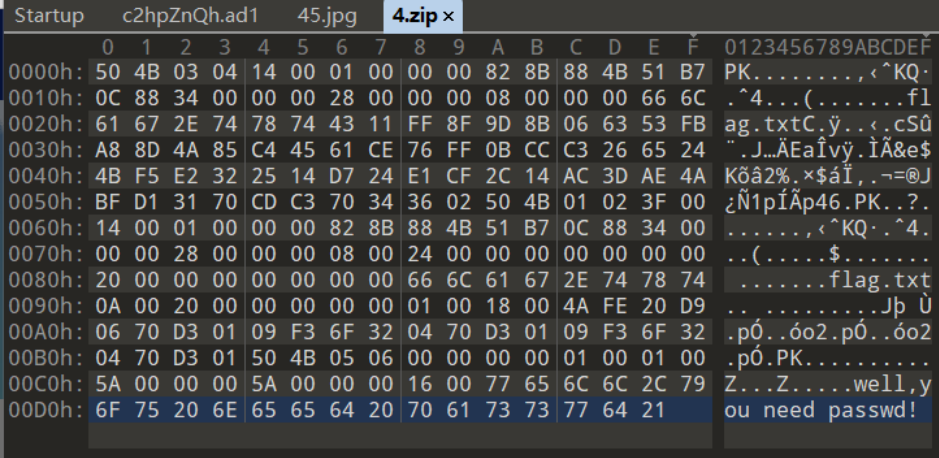 Startup c2hpZnQh.ad1 45.jpg 4.zip ×
0 1 2 3 4 5 6 7 8 9 A B C D E F 0123456789ABCDEF
0000h: 50 4B 03 04 14 00 01 00 00 00 82 8B 88 4B 51 B7 PK........‚‹ˆKQ·
0010h: 0C 88 34 00 00 00 28 00 00 00 08 00 00 00 66 6C .ˆ4...(.......fl
0020h: 61 67 2E 74 78 74 43 11 FF 8F 9D 8B 06 63 53 FB ag.txtC.ÿ..‹.cSû
0030h: A8 8D 4A 85 C4 45 61 CE 76 FF 0B CC C3 26 65 24 ¨.J…ÄEaÎvÿ.ÌÃ&e$
0040h: 4B F5 E2 32 25 14 D7 24 E1 CF 2C 14 AC 3D AE 4A Kõâ2%.×$áÏ,.¬=®J
0050h: BF D1 31 70 CD C3 70 34 36 02 50 4B 01 02 3F 00 ¿Ñ1pÍÃp46.PK..?.
0060h: 14 00 01 00 00 00 82 8B 88 4B 51 B7 0C 88 34 00 ......‚‹ˆKQ·.ˆ4.
0070h: 00 00 28 00 00 00 08 00 24 00 00 00 00 00 00 00 ..(.....$.......
0080h: 20 00 00 00 00 00 00 00 66 6C 61 67 2E 74 78 74  .......flag.txt
0090h: 0A 00 20 00 00 00 00 00 01 00 18 00 4A FE 20 D9 .. .........Jþ Ù
00A0h: 06 70 D3 01 09 F3 6F 32 04 70 D3 01 09 F3 6F 32 .pÓ..óo2.pÓ..óo2
00B0h: 04 70 D3 01 50 4B 05 06 00 00 00 00 01 00 01 00 .pÓ.PK..........
00C0h: 5A 00 00 00 5A 00 00 00 16 00 77 65 6C 6C 2C 79 Z...Z.....well,y
00D0h: 6F 75 20 6E 65 65 64 20 70 61 73 73 77 64 21 ou need passwd!